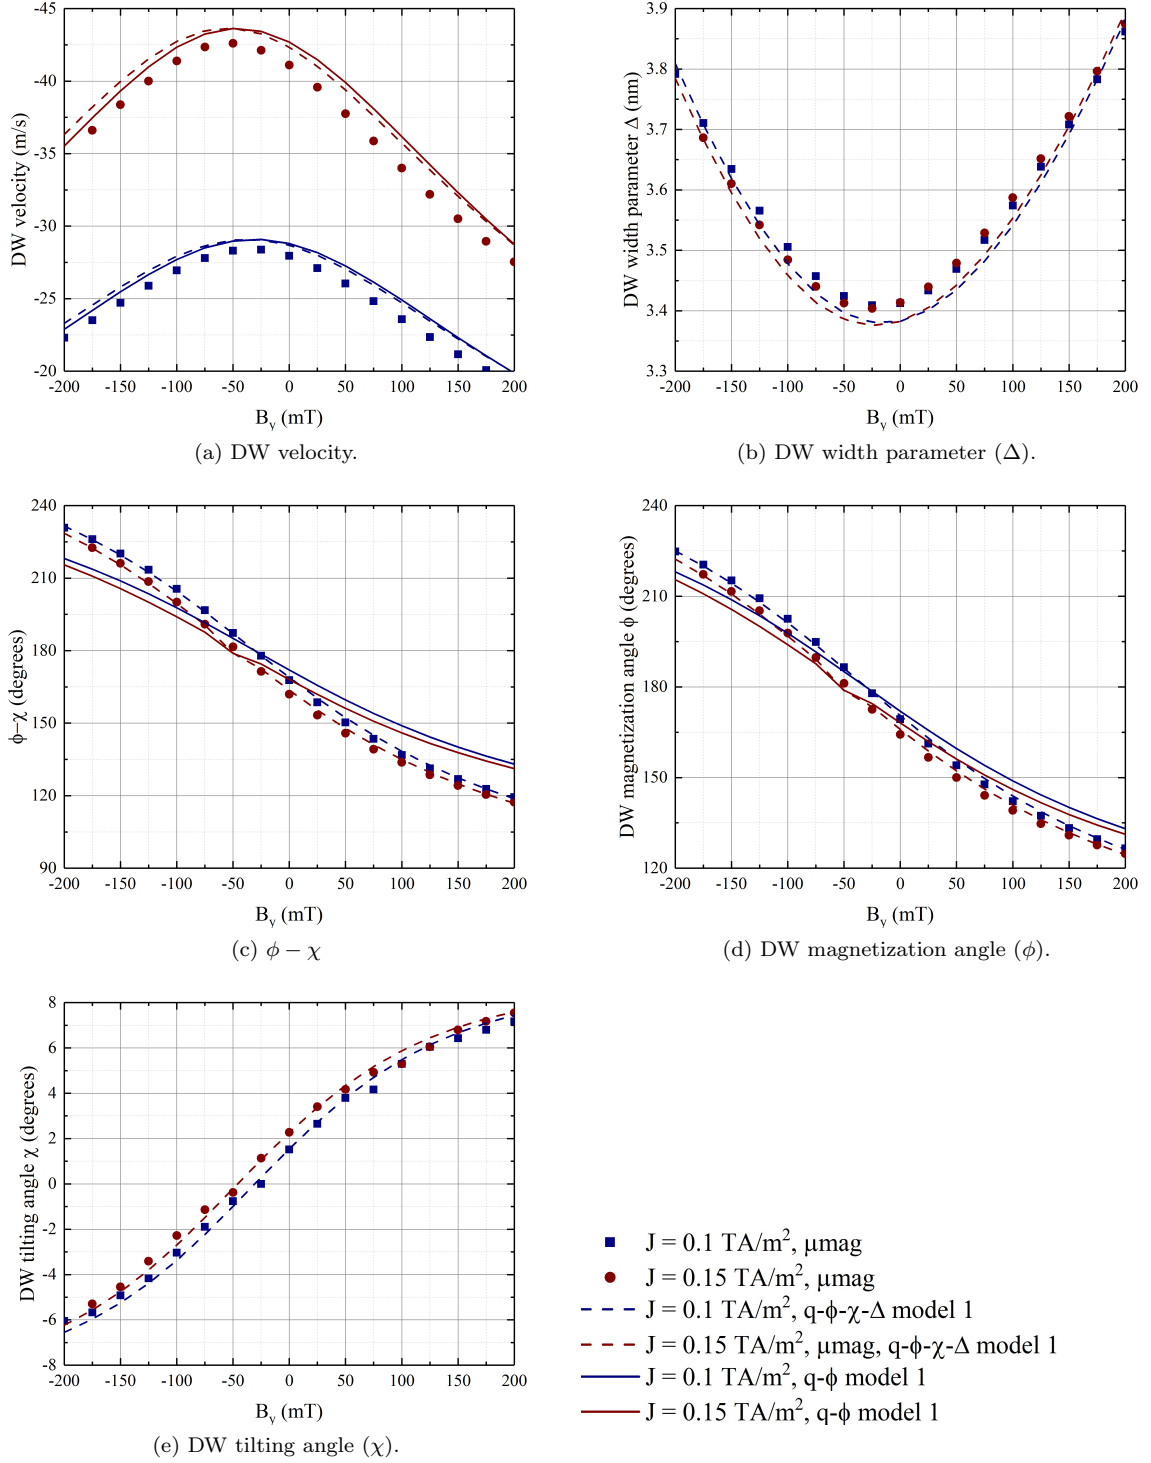 -45
-40
-35
-30
-25
-20
DW velocity (m/s)
-200 -150 -100 -50 0 50 100 150 200
B_y (mT)
(a) DW velocity.
3.9
3.8
3.7
3.6
3.5
3.4
3.3
DW width parameter Δ (nm)
-200 -150 -100 -50 0 50 100 150 200
B_y (mT)
(b) DW width parameter (Δ).
240
210
180
150
120
90
ϕ−χ (degrees)
-200 -150 -100 -50 0 50 100 150 200
B_y (mT)
(c) ϕ − χ
240
210
180
150
120
DW magnetization angle ϕ (degrees)
-200 -150 -100 -50 0 50 100 150 200
B_y (mT)
(d) DW magnetization angle (ϕ).
8
6
4
2
0
-2
-4
-6
-8
DW tilting angle χ (degrees)
-200 -150 -100 -50 0 50 100 150 200
B_y (mT)
(e) DW tilting angle (χ).
J = 0.1 TA/m², μmag
J = 0.15 TA/m², μmag
J = 0.1 TA/m², q-ϕ-χ-Δ model 1
J = 0.15 TA/m², μmag, q-ϕ-χ-Δ model 1
J = 0.1 TA/m², q-ϕ model 1
J = 0.15 TA/m², q-ϕ model 1